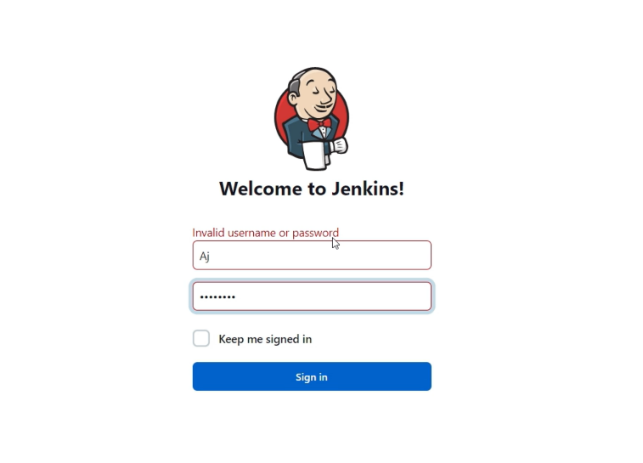 Welcome to Jenkins!
Invalid username or password
Aj
••••••••
Keep me signed in
Sign in